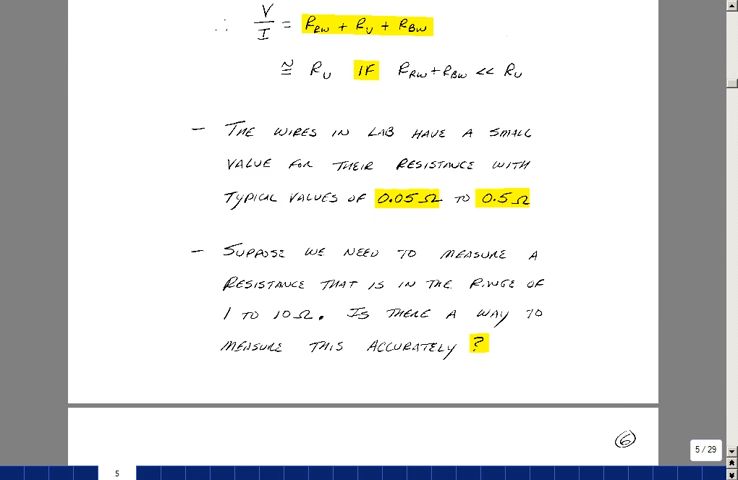 ∴ V/I = R_RW + R_U + R_BW
≅ R_U IF R_RW + R_BW << R_U
- THE WIRES IN LAB HAVE A SMALL
VALUE FOR THEIR RESISTANCE WITH
TYPICAL VALUES OF 0.05Ω TO 0.5Ω
- SUPPOSE WE NEED TO MEASURE A
RESISTANCE THAT IS IN THE RANGE OF
1 TO 10Ω. IS THERE A WAY TO
MEASURE THIS ACCURATELY ?
6
5 / 29
5